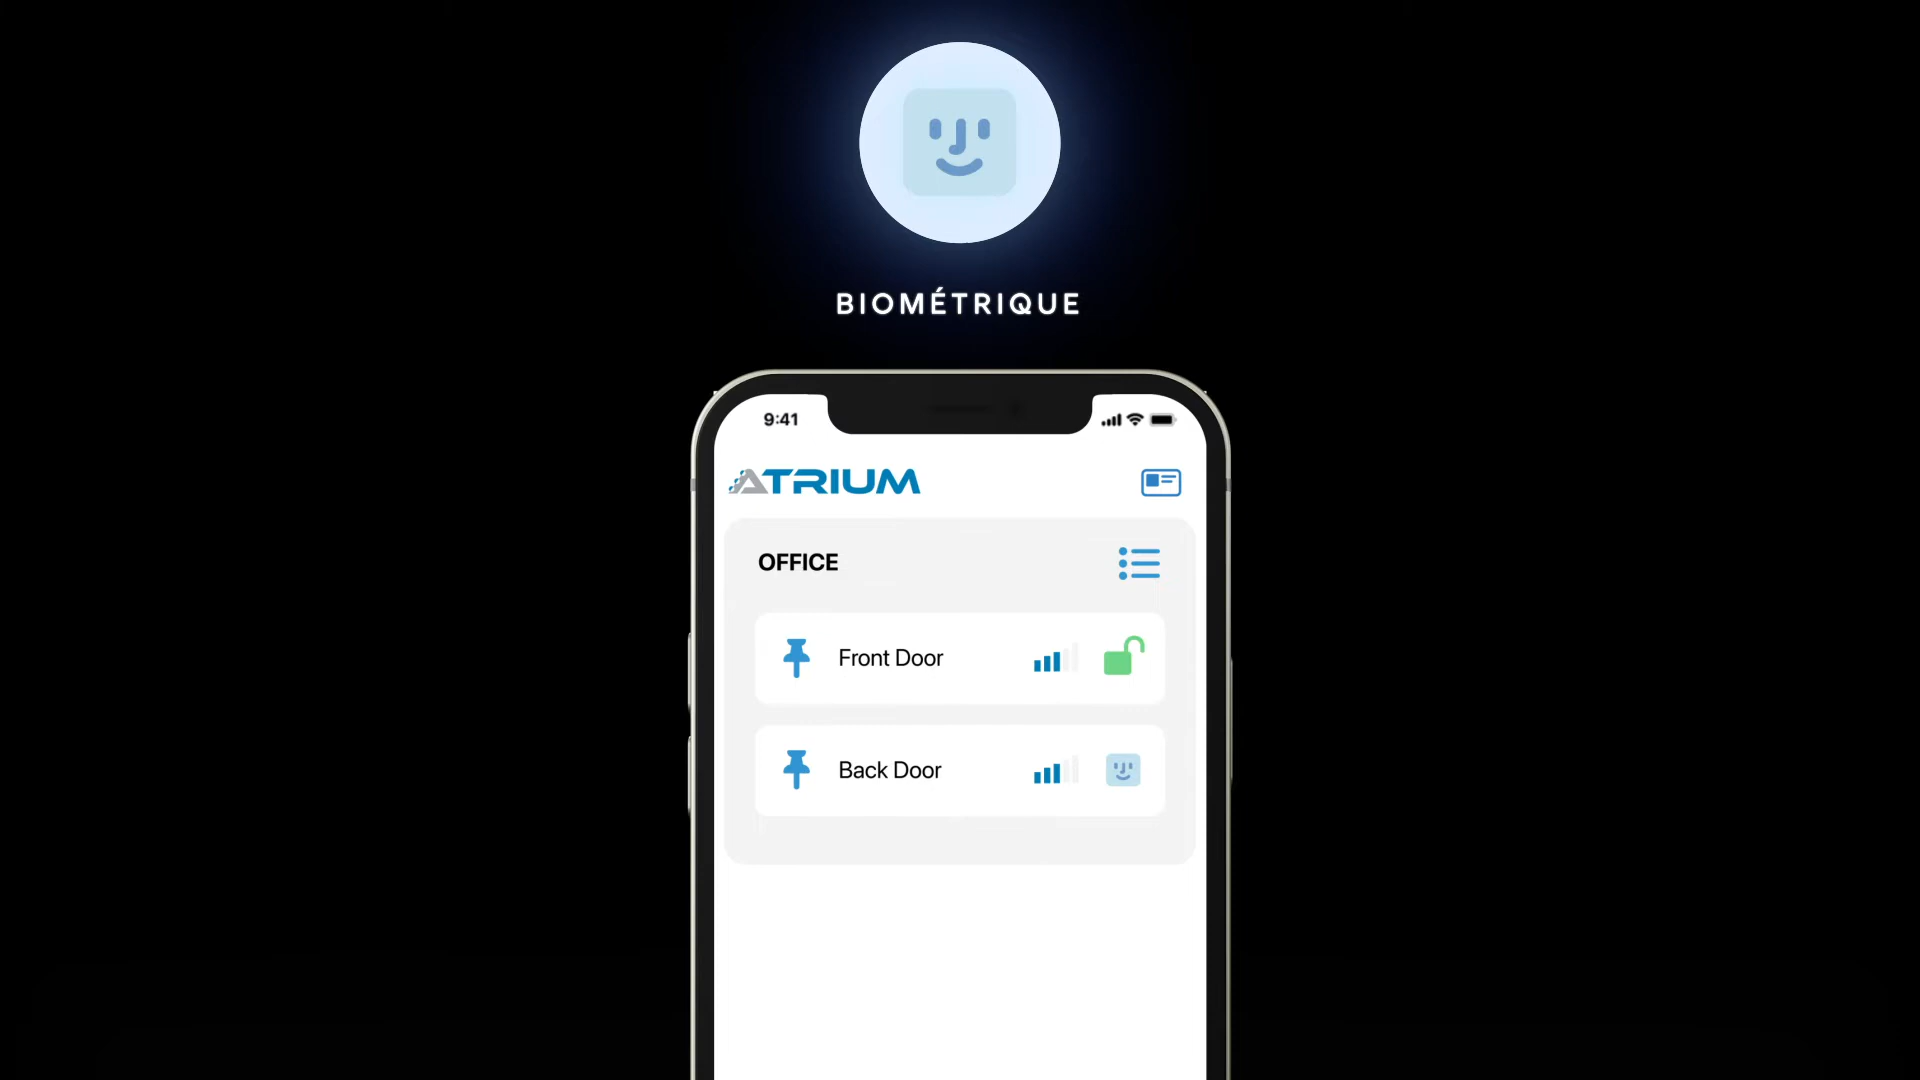 BIOMÉTRIQUE
9:41
ATRIUM
OFFICE
Front Door
Back Door